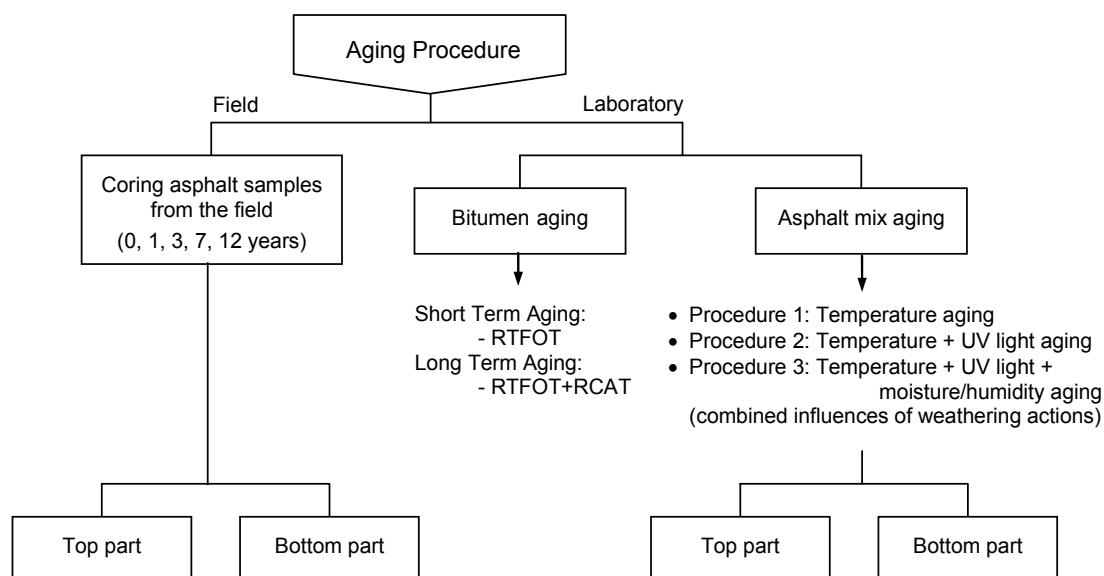 Aging Procedure
Field
Laboratory
Coring asphalt samples
from the field
(0, 1, 3, 7, 12 years)
Bitumen aging
Asphalt mix aging
Short Term Aging:
- RTFOT
Long Term Aging:
- RTFOT+RCAT
• Procedure 1: Temperature aging
• Procedure 2: Temperature + UV light aging
• Procedure 3: Temperature + UV light +
moisture/humidity aging
(combined influences of weathering actions)
Top part
Bottom part
Top part
Bottom part